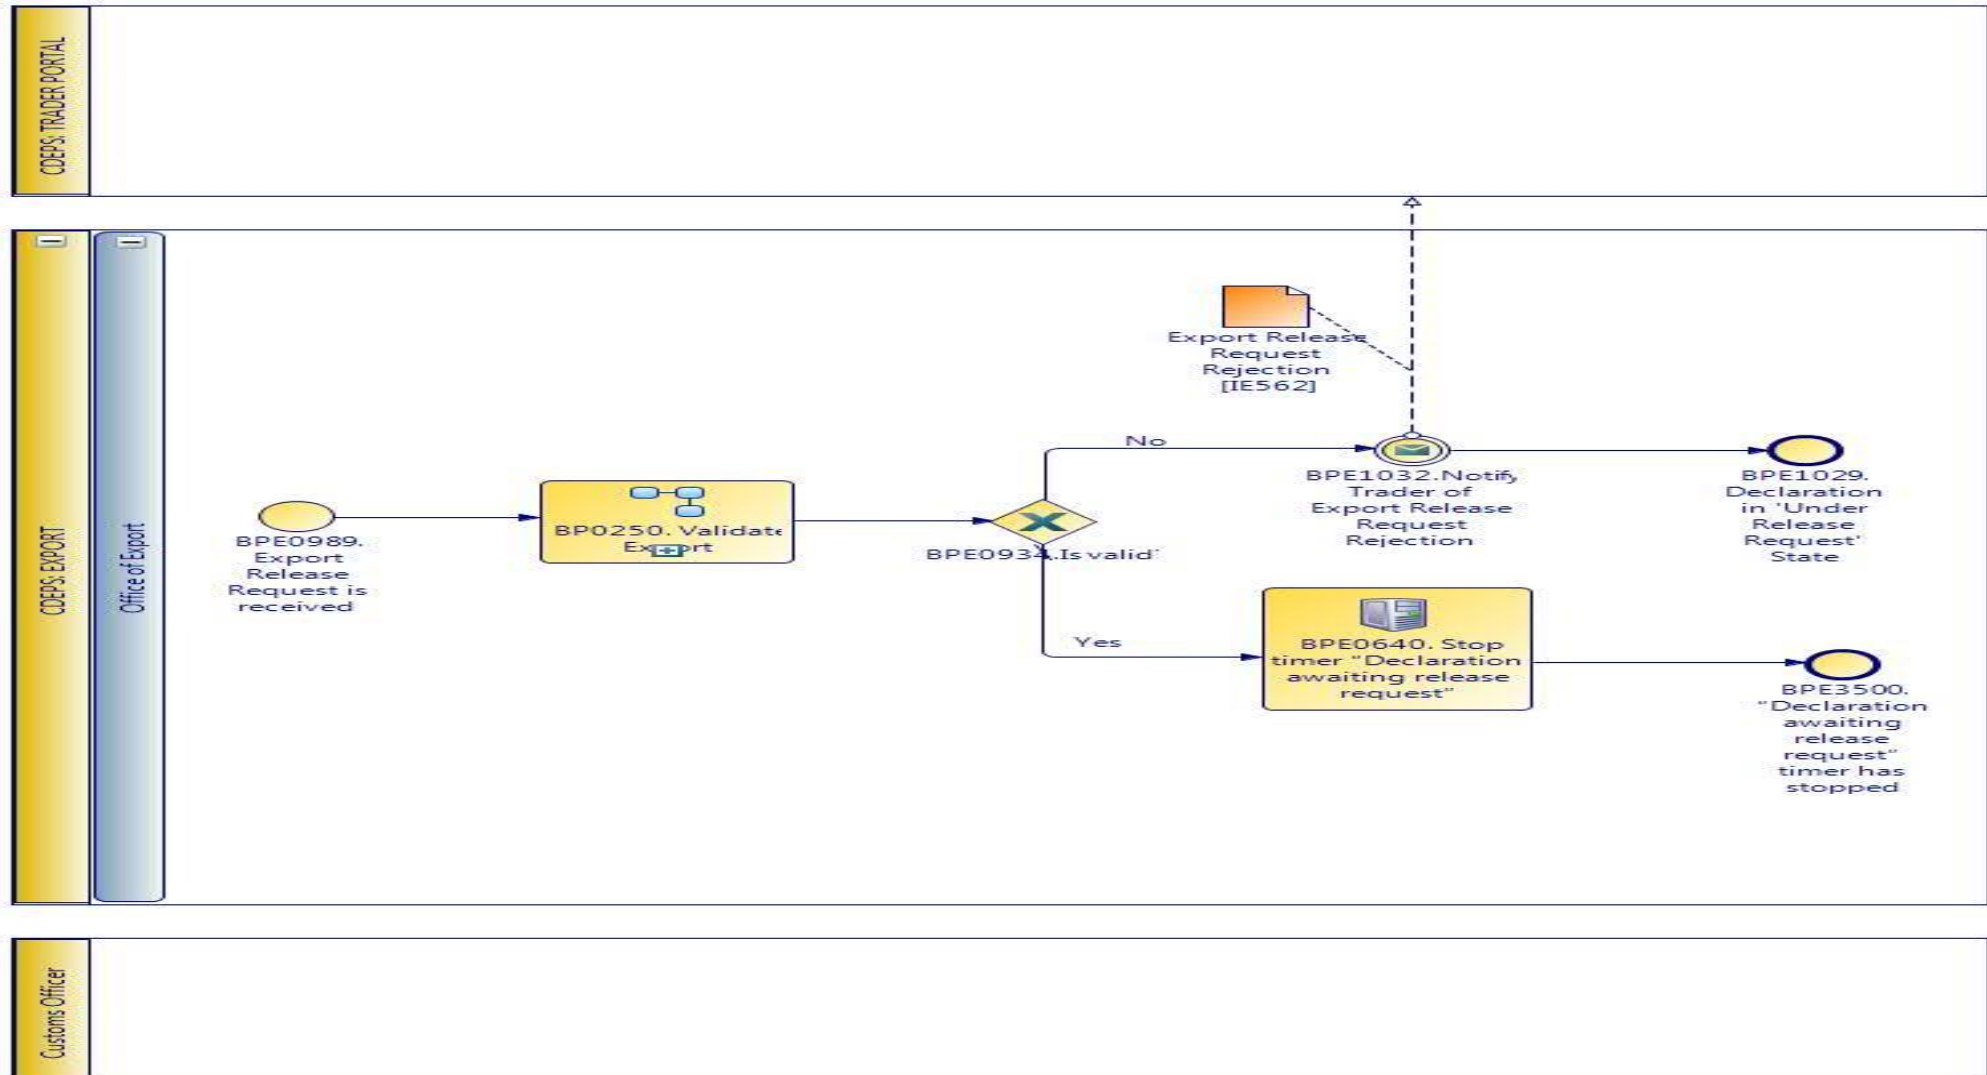 CDEPS: TRADER PORTAL
CDEPS: EXPORT
Office of Export
Export Release
Request
Rejection
[IE562]
No
BPE1032.Notify
Trader of
Export Release
Request
Rejection
BPE1029.
Declaration
in 'Under
Release
Request'
State
BPE0989.
Export
Release
Request is
received
BP0250. Validate
Export
BPE0934.Is valid
Yes
BPE0640. Stop
timer "Declaration
awaiting release
request"
BPE3500.
"Declaration
awaiting
release
request"
timer has
stopped
Customs Officer